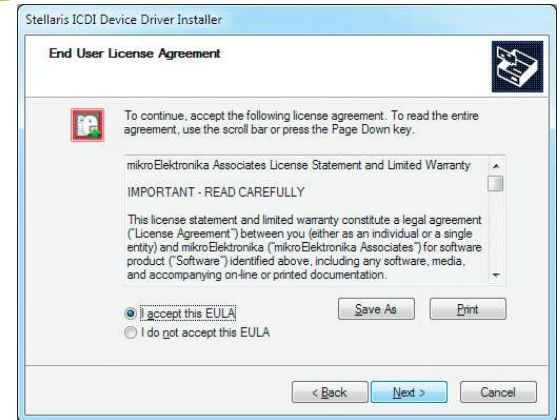 Stellaris ICDI Device Driver Installer
End User License Agreement
To continue, accept the following license agreement. To read the entire
agreement, use the scroll bar or press the Page Down key.
mikroElektronika Associates License Statement and Limited Warranty
IMPORTANT - READ CAREFULLY
This license statement and limited warranty constitute a legal agreement
("License Agreement") between you (either as an individual or a single
entity) and mikroElektronika ("mikroElektronika Associates") for software
product ("Software") identified above, including any software, media,
and accompanying on-line or printed documentation.
I accept this EULA
Save As
Print
I do not accept this EULA
< Back
Next >
Cancel